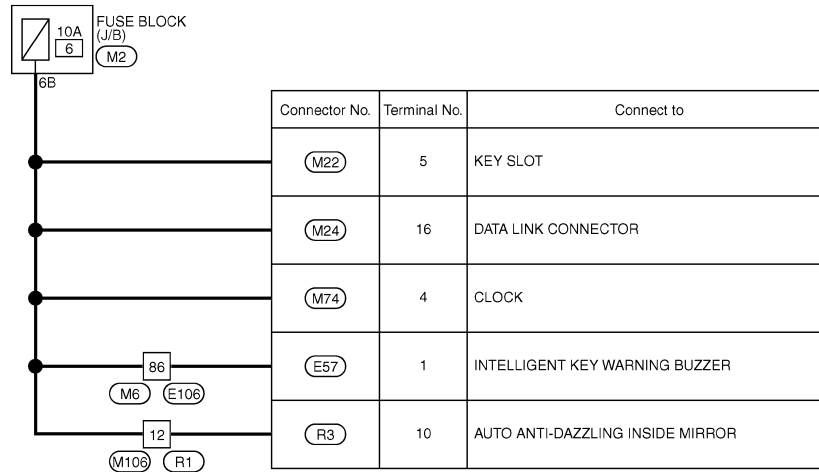 FUSE BLOCK
(J/B)
10A
6
M2
6B
Connector No. Terminal No. Connect to
M22 5 KEY SLOT
M24 16 DATA LINK CONNECTOR
M74 4 CLOCK
86
M6 E106
E57 1 INTELLIGENT KEY WARNING BUZZER
12
M106 R1
R3 10 AUTO ANTI-DAZZLING INSIDE MIRROR